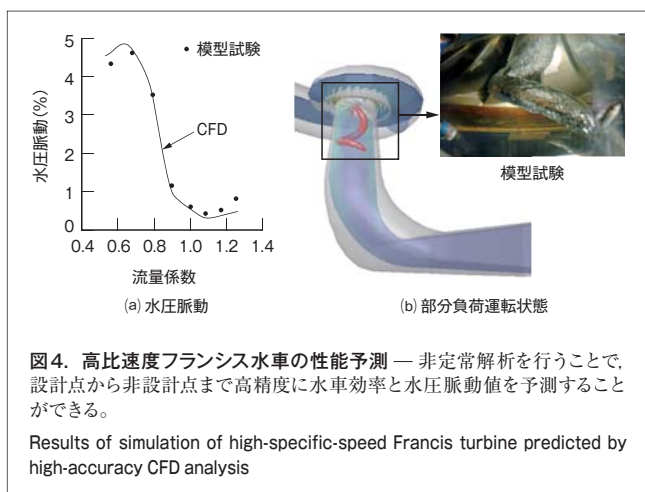 5
4
3
2
1
0
水圧脈動(%)
模型試験
CFD
0.4 0.6 0.8 1.0 1.2 1.4
流量係数
(a) 水圧脈動
模型試験
(b) 部分負荷運転状態
図4. 高比速度フランシス水車の性能予測 — 非定常解析を行うことで,
設計点から非設計点まで高精度に水車効率と水圧脈動値を予測すること
ができる。
Results of simulation of high-specific-speed Francis turbine predicted by
high-accuracy CFD analysis